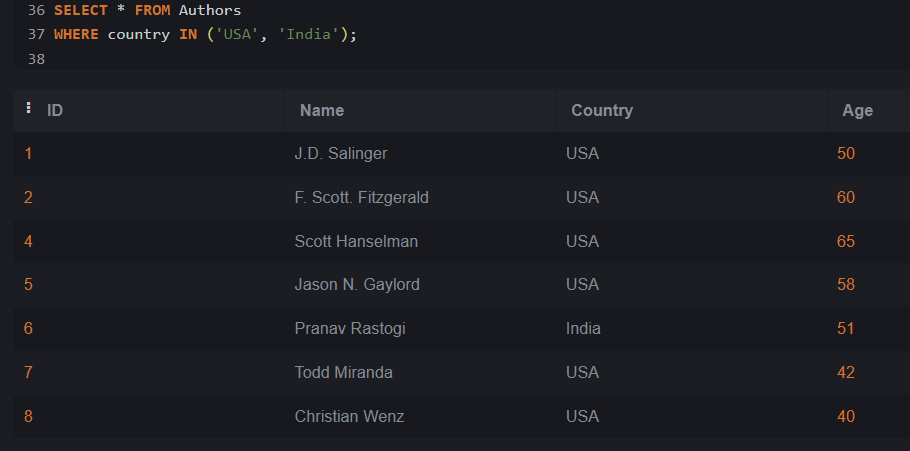 36 SELECT * FROM Authors
37 WHERE country IN ('USA', 'India');
38
ID Name Country Age
1 J.D. Salinger USA 50
2 F. Scott. Fitzgerald USA 60
4 Scott Hanselman USA 65
5 Jason N. Gaylord USA 58
6 Pranav Rastogi India 51
7 Todd Miranda USA 42
8 Christian Wenz USA 40